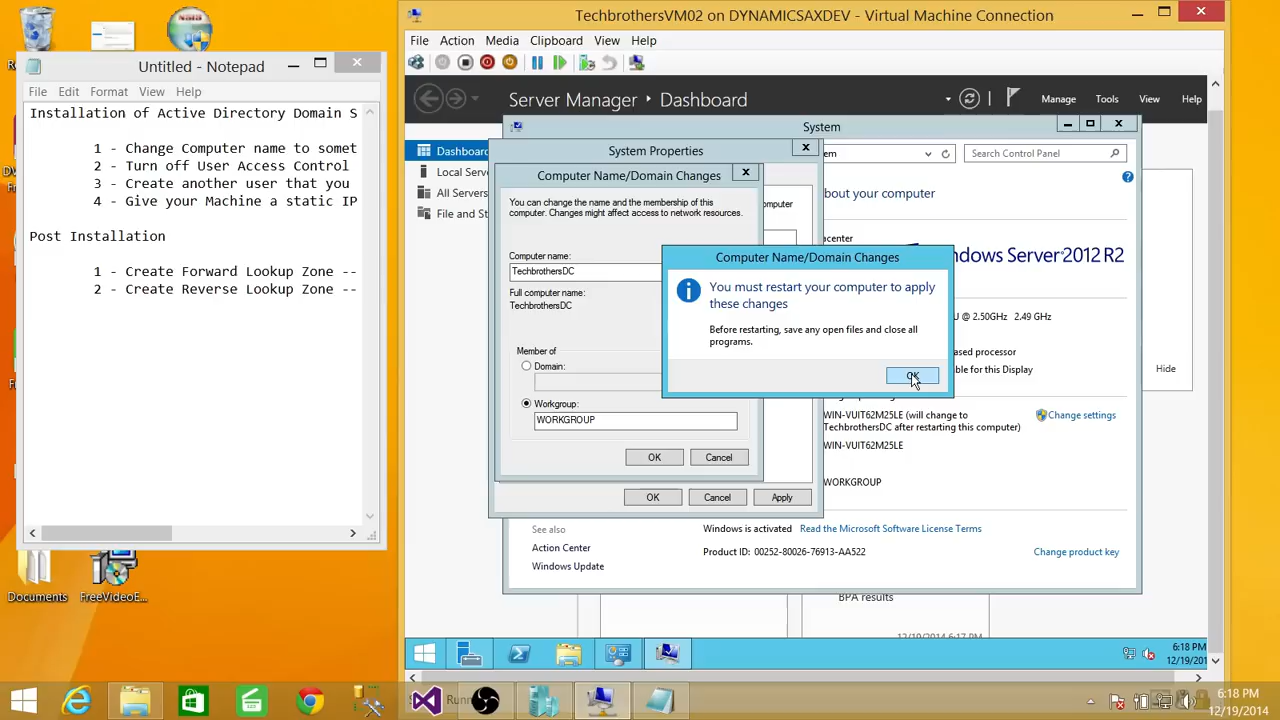 TechbrothersVM02 on DYNAMICSAXDEV - Virtual Machine Connection
File Action Media Clipboard View Help
Untitled - Notepad
File Edit Format View Help
Installation of Active Directory Domain S
1 - Change Computer name to somet
2 - Turn off User Access Control
3 - Create another user that you
4 - Give your Machine a static IP
Post Installation
1 - Create Forward Lookup Zone --
2 - Create Reverse Lookup Zone --
Documents
FreeVideoE...
Server Manager ‣ Dashboard
Manage Tools View Help
Dashboard
Local Serve
All Servers
File and St
System
em
Search Control Panel
bout your computer
acenter
ndows Server 2012 R2
U @ 2.50GHz 2.49 GHz
ased processor
ble for this Display
Hide
WIN-VUIT62M25LE (will change to
TechbrothersDC after restarting this computer)
Change settings
WIN-VUIT62M25LE
WORKGROUP
See also
Action Center
Windows Update
Windows is activated Read the Microsoft Software License Terms
Product ID: 00252-80026-76913-AA522
Change product key
System Properties
omputer
OK Cancel Apply
Computer Name/Domain Changes
You can change the name and the membership of this
computer. Changes might affect access to network resources.
Computer name:
TechbrothersDC
Full computer name:
TechbrothersDC
Member of
Domain:
Workgroup:
WORKGROUP
OK Cancel
Computer Name/Domain Changes
You must restart your computer to apply
these changes
Before restarting, save any open files and close all
programs.
OK
BPA results
12/19/2014 6:17 PM
6:18 PM
12/19/201
6:18 PM
12/19/2014